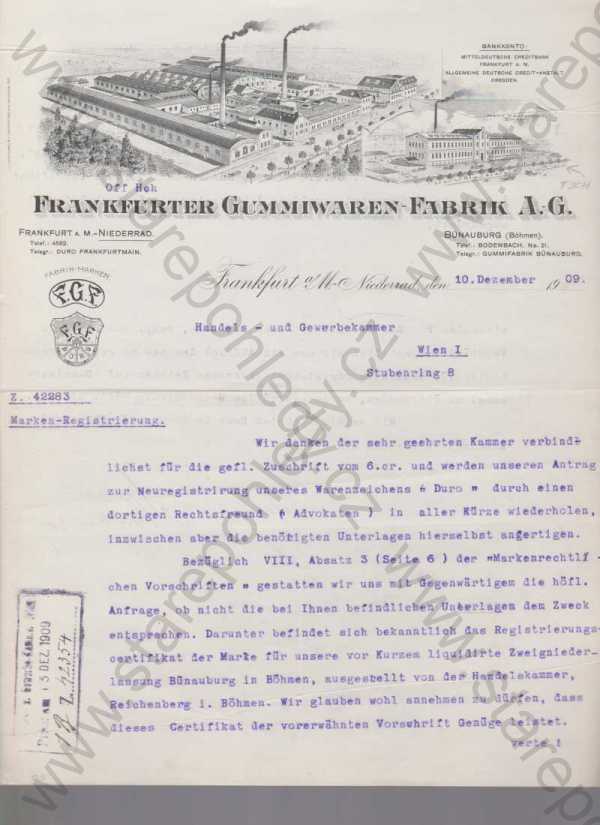 BANKKONTO:
MITTELDEUTSCHE CREDITBANK
FRANKFURT A. M.
ALLGEMEINE DEUTSCHE CREDIT-ANSTALT
DRESDEN.
Off Hok
FRANKFURTER GUMMIWAREN-FABRIK A.G.
FRANKFURT A. M.-NIEDERRAD.
Telef.: 4582.
Telegr.: DURO FRANKFURTMAIN.
BÜNAUBURG (Böhmen).
Telef.: BODENBACH, No. 21.
Telegr.: GUMMIFABRIK BÜNAUBURG.
FABRIK-MARKEN
F.G.F
F.G.F
Frankfurt a/M.-Niederrad, den 10.Dezember 1909.
Handels - und Gewerbekammer
Wien I
Stubenring 8
Z. 42283
Marken-Registrierung.
Wir danken der sehr geehrten Kammer verbind-
lichst für die gefl. Zuschrift vom 6.cr. und werden unseren Antrag
zur Neuregistrirung unseres Warenzeichens " Duro " durch einen
dortigen Rechtsfreund ( Advokaten ) in aller Kürze wiederholen,
inzwischen aber die benötigten Unterlagen hierselbst anfertigen.
Bezüglich VIII, Absatz 3 (Seite 6) der "Markenrechtli -
chen Vorschriften " gestatten wir uns mit Gegenwärtigem die höfl.
Anfrage, ob nicht die bei Ihnen befindlichen Unterlagen dem Zweck
entsprechen. Darunter befindet sich bekanntlich das Registrierungs-
certifikat der Marke für unsere vor Kurzem liquidirte Zweignieder-
lassung Bünauburg in Böhmen, ausgestellt von der Handelskammer,
Reichenberg i. Böhmen. Wir glauben wohl annehmen zu dürfen, dass
dieses Certifikat der vorerwähnten Vorschrift Genüge leistet.
verte !
13 DEZ 1909
Z 42354
www.starepohledy.cz